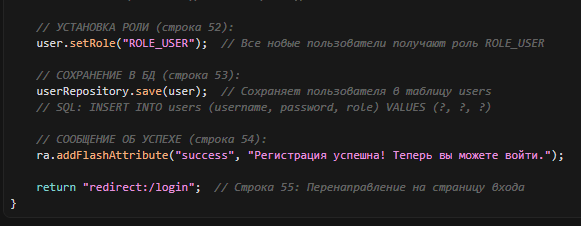 // УСТАНОВКА РОЛИ (строка 52):
user.setRole("ROLE_USER");  // Все новые пользователи получают роль ROLE_USER
// СОХРАНЕНИЕ В БД (строка 53):
userRepository.save(user);  // Сохраняем пользователя в таблицу users
// SQL: INSERT INTO users (username, password, role) VALUES (?, ?, ?)
// СООБЩЕНИЕ ОБ УСПЕХЕ (строка 54):
ra.addFlashAttribute("success", "Регистрация успешна! Теперь вы можете войти.");
return "redirect:/login";  // Строка 55: Перенаправление на страницу входа
}